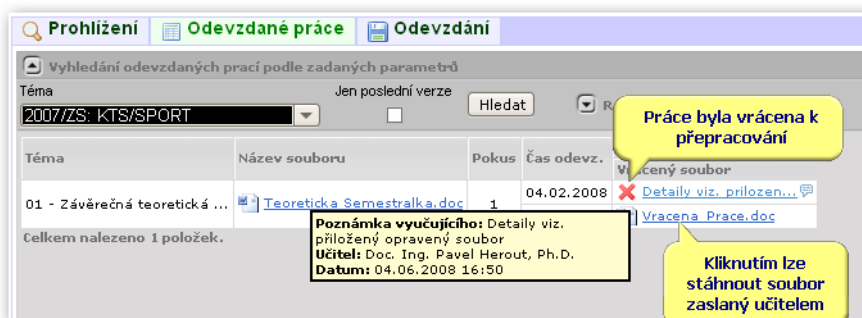 Prohlížení Odevzdané práce Odevzdání
Vyhledání odevzdaných prací podle zadaných parametrů
Téma Jen poslední verze
2007/ZS: KTS/SPORT Hledat
Práce byla vrácena k
přepracování
Téma Název souboru Pokus Čas odevz. Vrácený soubor
01 - Závěrečná teoretická ... Teoreticka Semestralka.doc 1 04.02.2008 Detaily viz. prilozen...
Vracena Prace.doc
Celkem nalezeno 1 položek.
Poznámka vyučujícího: Detaily viz.
přiložený opravený soubor
Učitel: Doc. Ing. Pavel Herout, Ph.D.
Datum: 04.06.2008 16:50
Kliknutím lze
stáhnout soubor
zaslaný učitelem